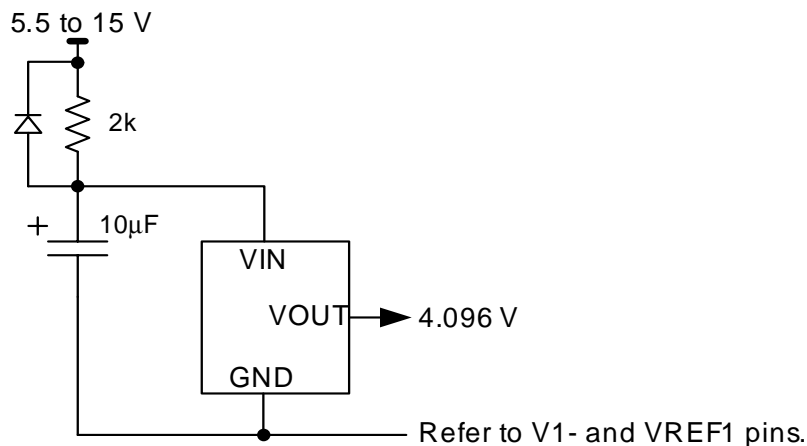 5.5 to 15 V
2k
+ 10µF
VIN
VOUT 4.096 V
GND
Refer to V1- and VREF1 pins.